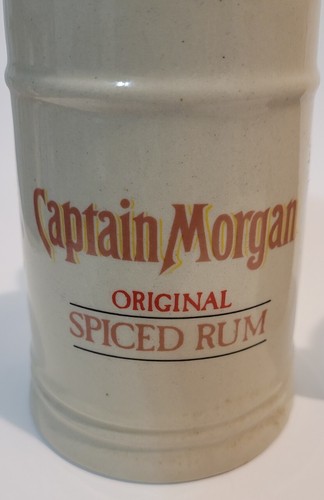 Captain Morgan
ORIGINAL
SPICED RUM